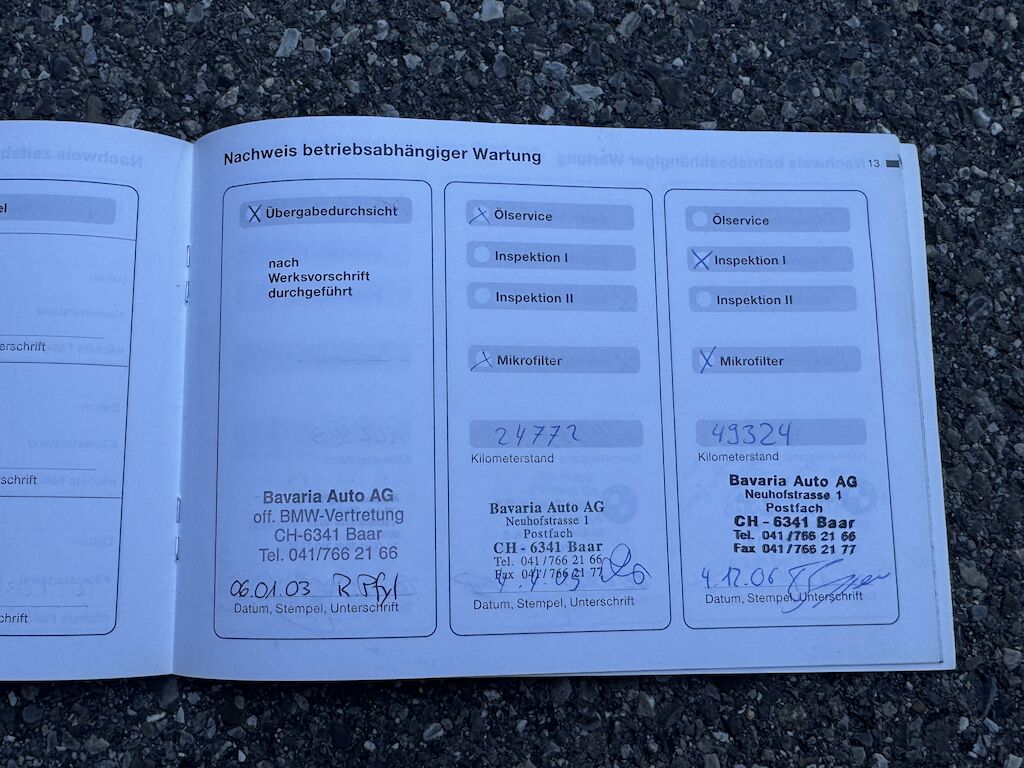 el
erschrift
schrift
hrift
Nachweis betriebsabhängiger Wartung
13
X Übergabedurchsicht
nach
Werksvorschrift
durchgeführt
Bavaria Auto AG
off. BMW-Vertretung
CH-6341 Baar
Tel. 041/766 21 66
06.01.03
Datum, Stempel, Unterschrift
X Ölservice
Inspektion I
Inspektion II
X Mikrofilter
24772
Kilometerstand
Bavaria Auto AG
Neuhofstrasse 1
Postfach
CH - 6341 Baar
Tel. 041/766 21 66
Fax 041/766 21 77
Datum, Stempel, Unterschrift
Ölservice
X Inspektion I
Inspektion II
X Mikrofilter
49324
Kilometerstand
Bavaria Auto AG
Neuhofstrasse 1
Postfach
CH - 6341 Baar
Tel. 041/766 21 66
Fax 041/766 21 77
4.12.06
Datum, Stempel, Unterschrift